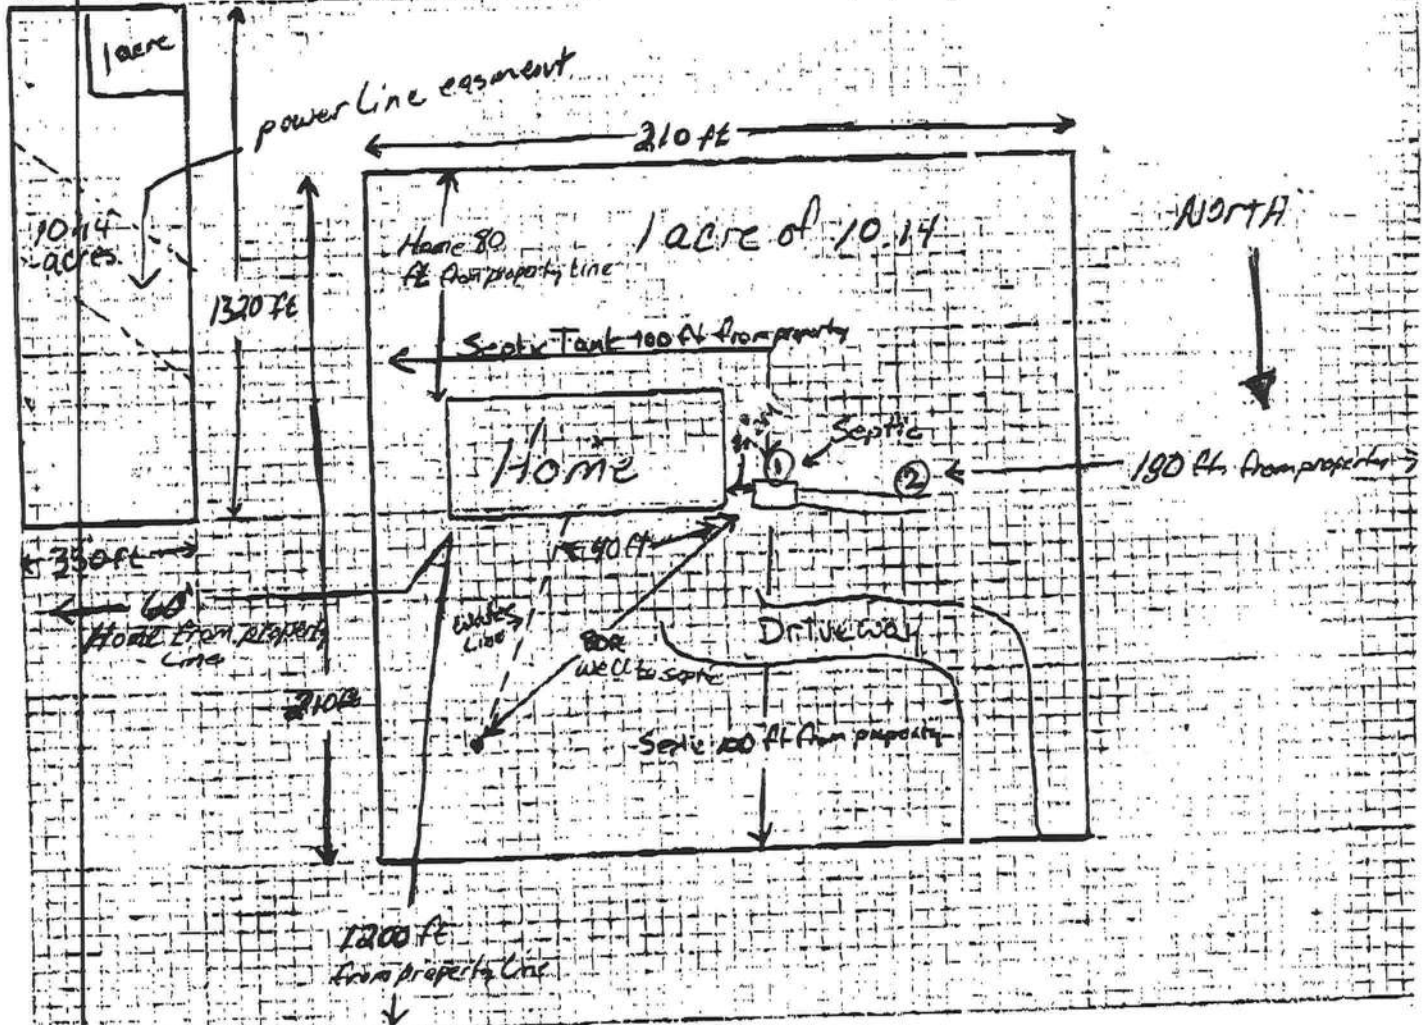 1 acre
power Line easmeout
210 ft
10.14
acres
1320 ft
Home 80
ft from property Line
1 acre of 10.14
NORTH
Septic Tank 100 ft from property
Home
Septic
1
2
190 ft from property
350 ft
60'
Home from property
Line
40 ft
Water
Line
80ft
well to septic
Driveway
210ft
Septic 100 ft from property
1200 ft
from property Line